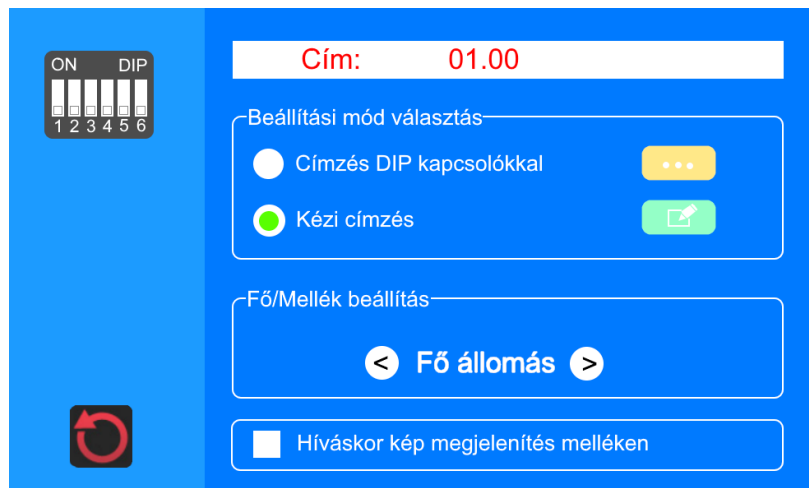 ON DIP
1 2 3 4 5 6
Cím: 01.00
Beállítási mód választás
Címzés DIP kapcsolókkal
...
Kézi címzés
Fő/Mellék beállítás
< Fő állomás >
Híváskor kép megjelenítés melléken